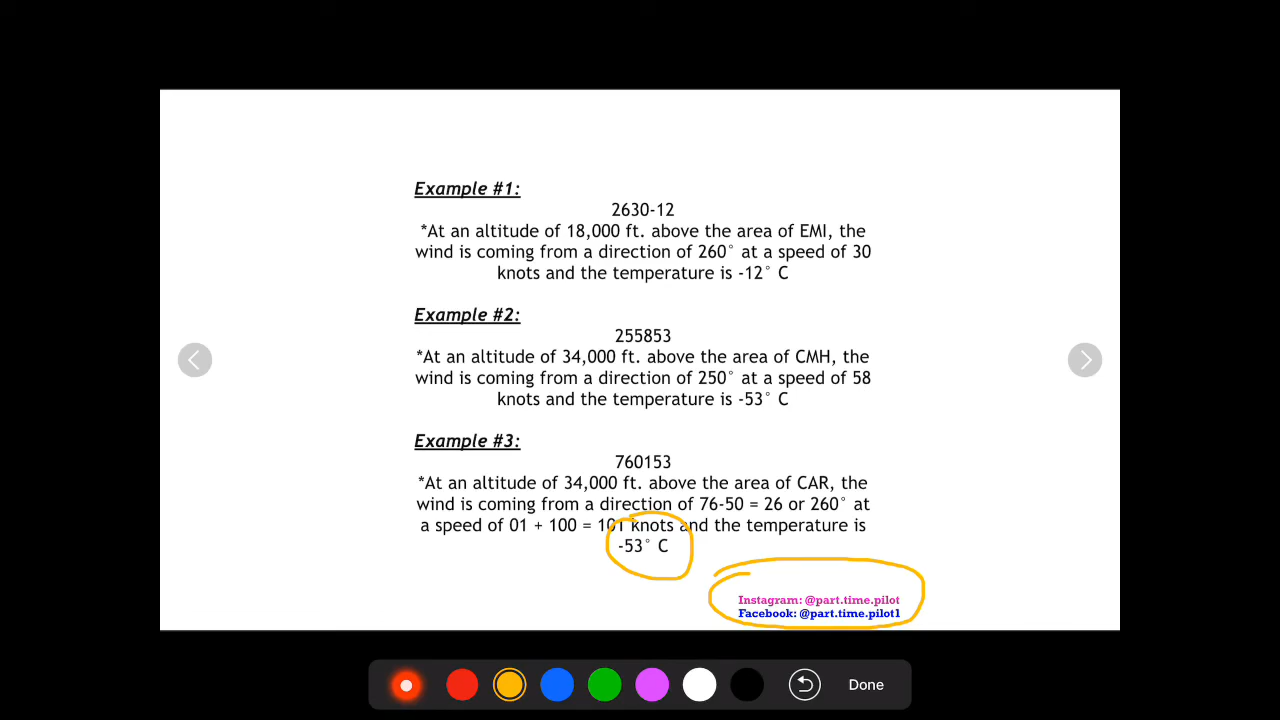 Example #1:
2630-12
*At an altitude of 18,000 ft. above the area of EMI, the
wind is coming from a direction of 260° at a speed of 30
knots and the temperature is -12° C
Example #2:
255853
*At an altitude of 34,000 ft. above the area of CMH, the
wind is coming from a direction of 250° at a speed of 58
knots and the temperature is -53° C
Example #3:
760153
*At an altitude of 34,000 ft. above the area of CAR, the
wind is coming from a direction of 76-50 = 26 or 260° at
a speed of 01 + 100 = 101 knots and the temperature is
-53° C
Instagram: @part.time.pilot
Facebook: @part.time.pilot1
Done